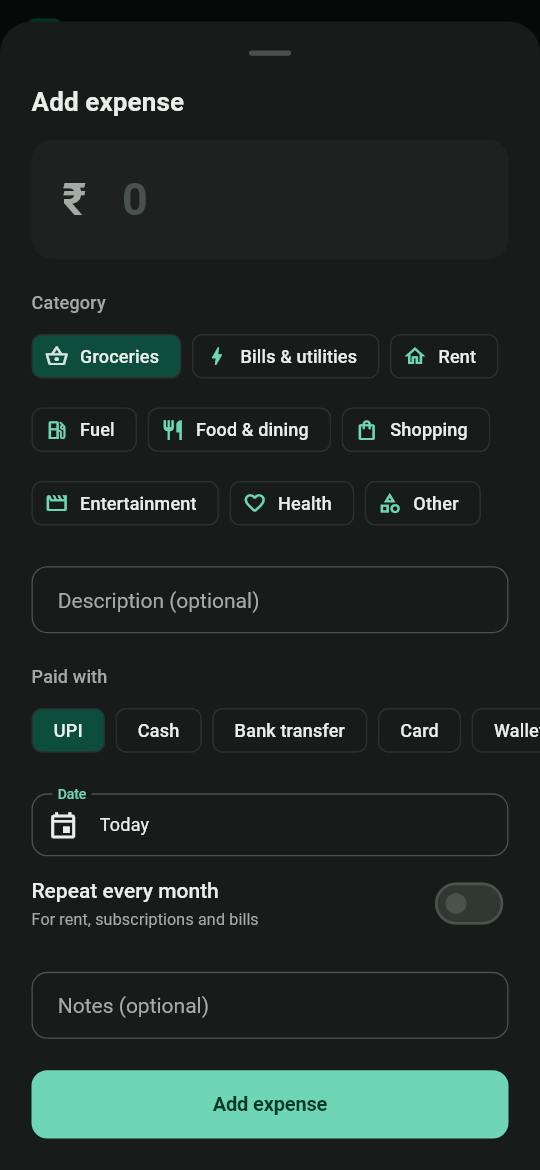 Add expense
₹ 0
Category
Groceries Bills & utilities Rent
Fuel Food & dining Shopping
Entertainment Health Other
Description (optional)
Paid with
UPI Cash Bank transfer Card Walle
Date
Today
Repeat every month
For rent, subscriptions and bills
Notes (optional)
Add expense